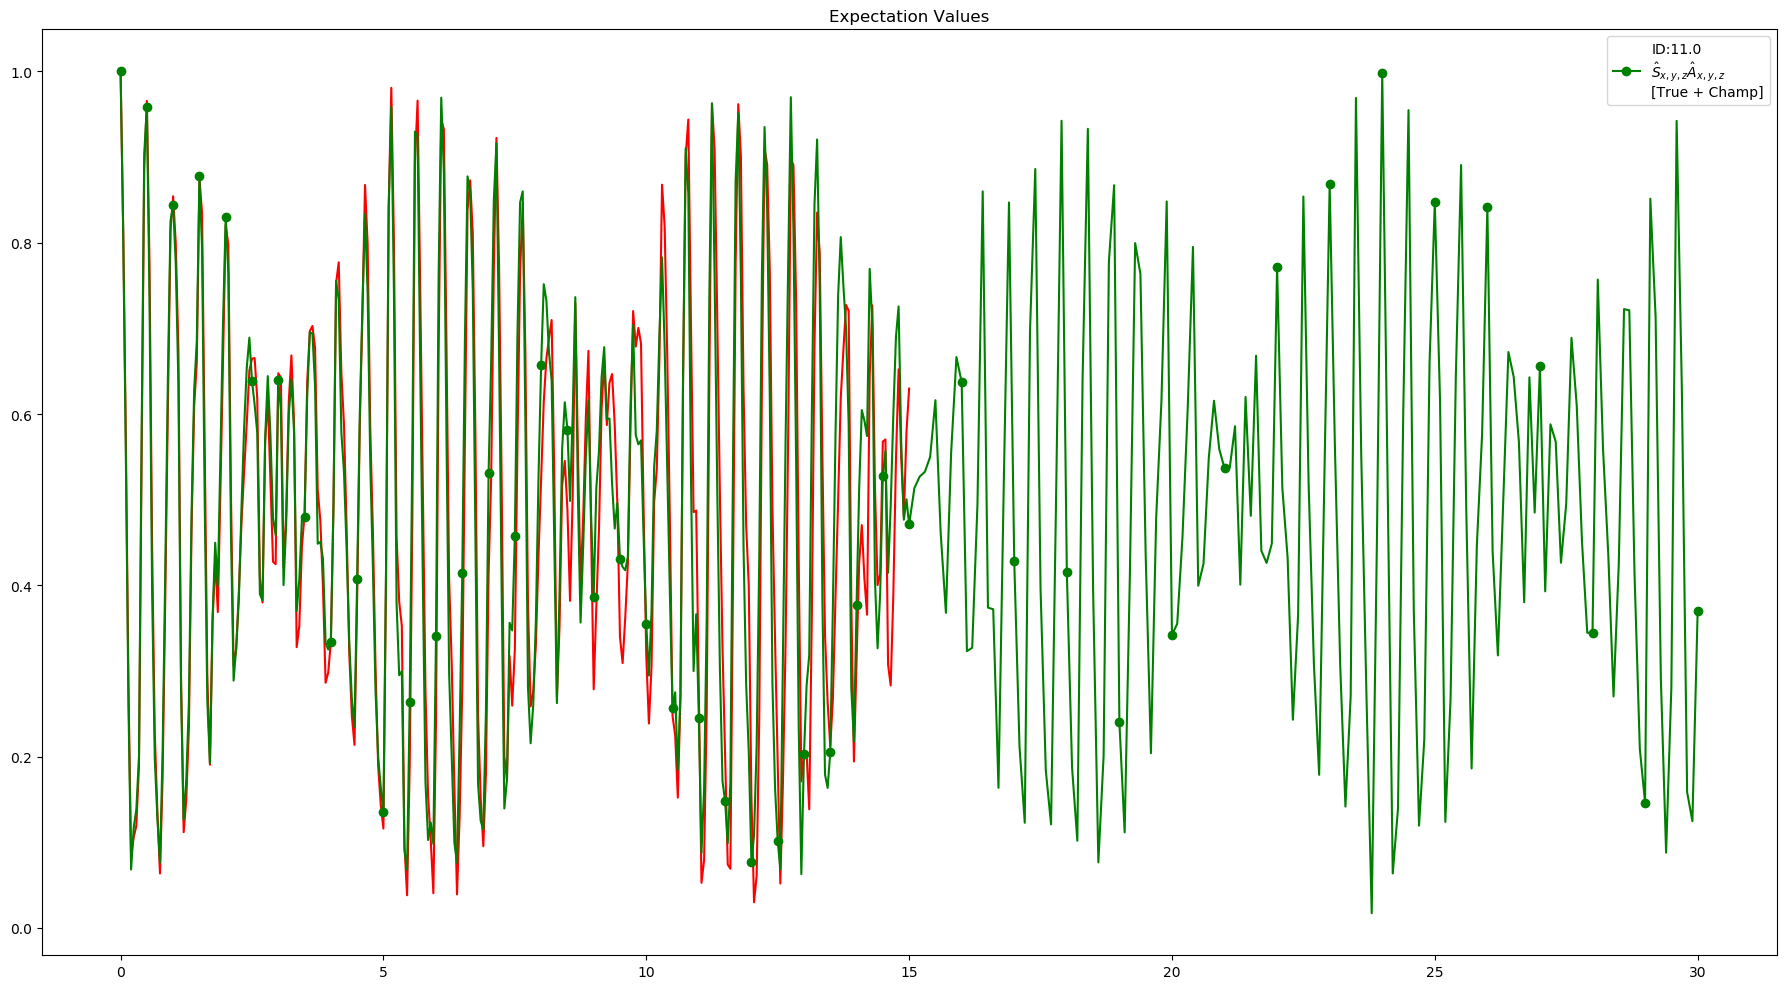 Expectation Values
ID:11.0
$\hat{S}_{x,y,z}\hat{A}_{x,y,z}$
[True + Champ]
1.0
0.8
0.6
0.4
0.2
0.0
0 5 10 15 20 25 30